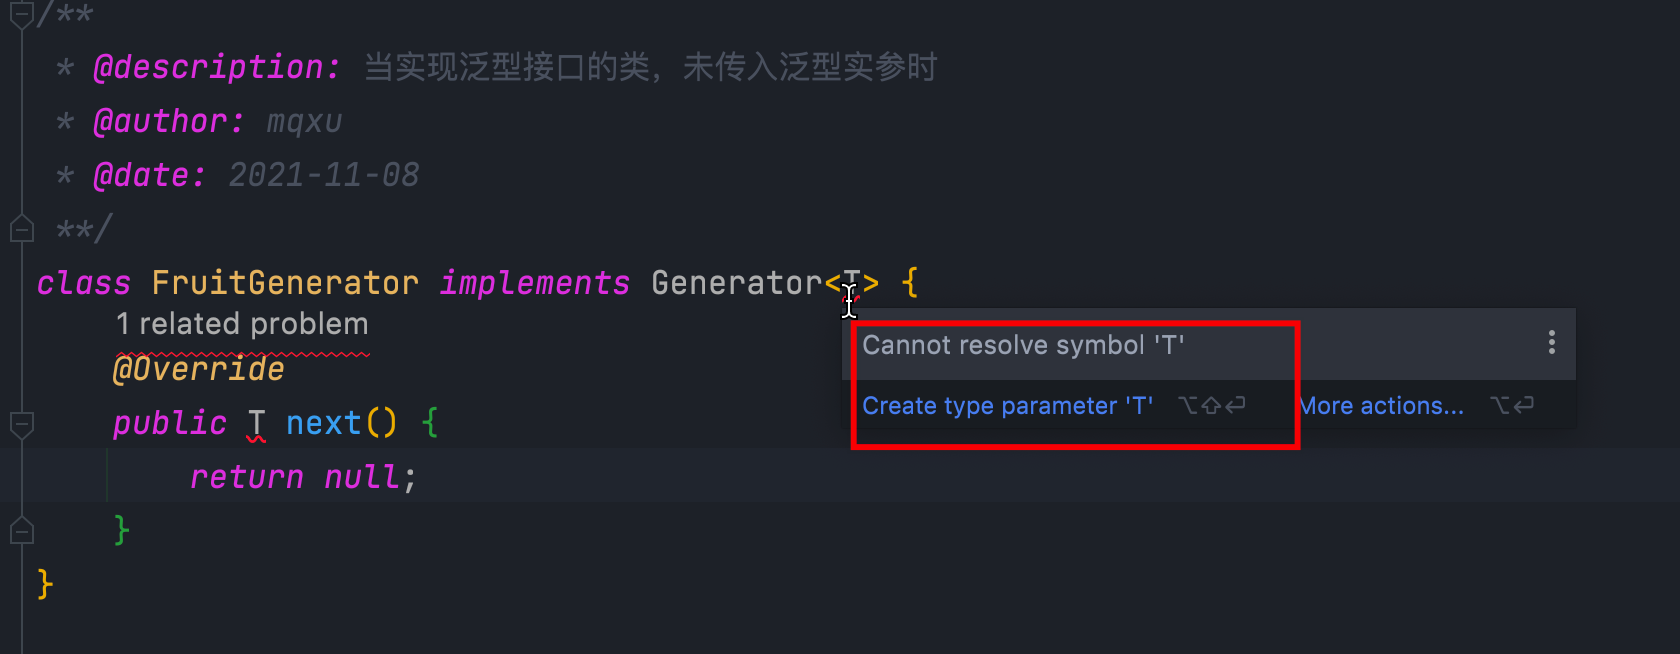 /**
* @description: 当实现泛型接口的类，未传入泛型实参时
* @author: mqxu
* @date: 2021-11-08
**/
class FruitGenerator implements Generator<T> {
1 related problem
Cannot resolve symbol 'T'
@Override
Create type parameter 'T' ⌥⇧⏎ More actions... ⌥⏎
public T next() {
return null;
}
}